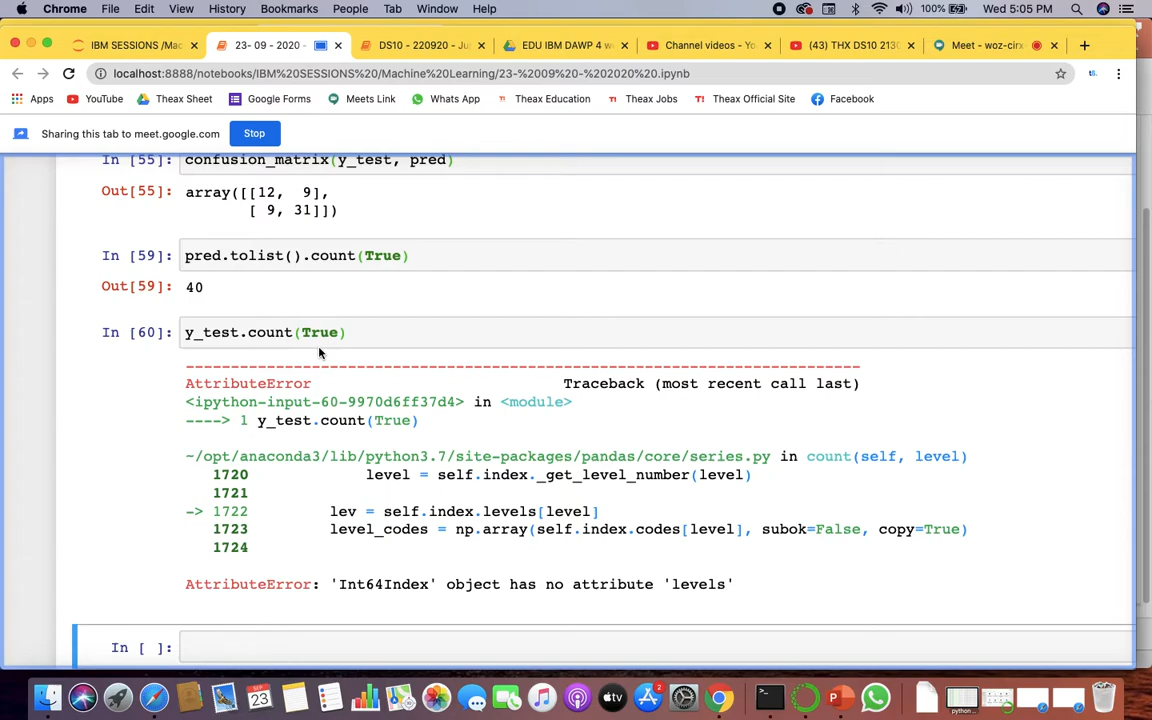 Chrome File Edit View History Bookmarks People Tab Window Help 100% Wed 5:05 PM
IBM SESSIONS /Mac 23- 09 - 2020 - DS10 - 220920 - Ju EDU IBM DAWP 4 w Channel videos - Yo (43) THX DS10 213 Meet - woz-cirx
localhost:8888/notebooks/IBM%20SESSIONS%20/Machine%20Learning/23-%2009%20-%202020%20.ipynb
Apps YouTube Theax Sheet Google Forms Meets Link Whats App Theax Education Theax Jobs Theax Official Site Facebook
Sharing this tab to meet.google.com Stop
In [55]: confusion_matrix(y_test, pred)
Out[55]: array([[12, 9],
[ 9, 31]])
In [59]: pred.tolist().count(True)
Out[59]: 40
In [60]: y_test.count(True)
---------------------------------------------------------------------------
AttributeError Traceback (most recent call last)
<ipython-input-60-9970d6ff37d4> in <module>
----> 1 y_test.count(True)
~/opt/anaconda3/lib/python3.7/site-packages/pandas/core/series.py in count(self, level)
1720 level = self.index._get_level_number(level)
1721
-> 1722 lev = self.index.levels[level]
1723 level_codes = np.array(self.index.codes[level], subok=False, copy=True)
1724
AttributeError: 'Int64Index' object has no attribute 'levels'
In [ ]: